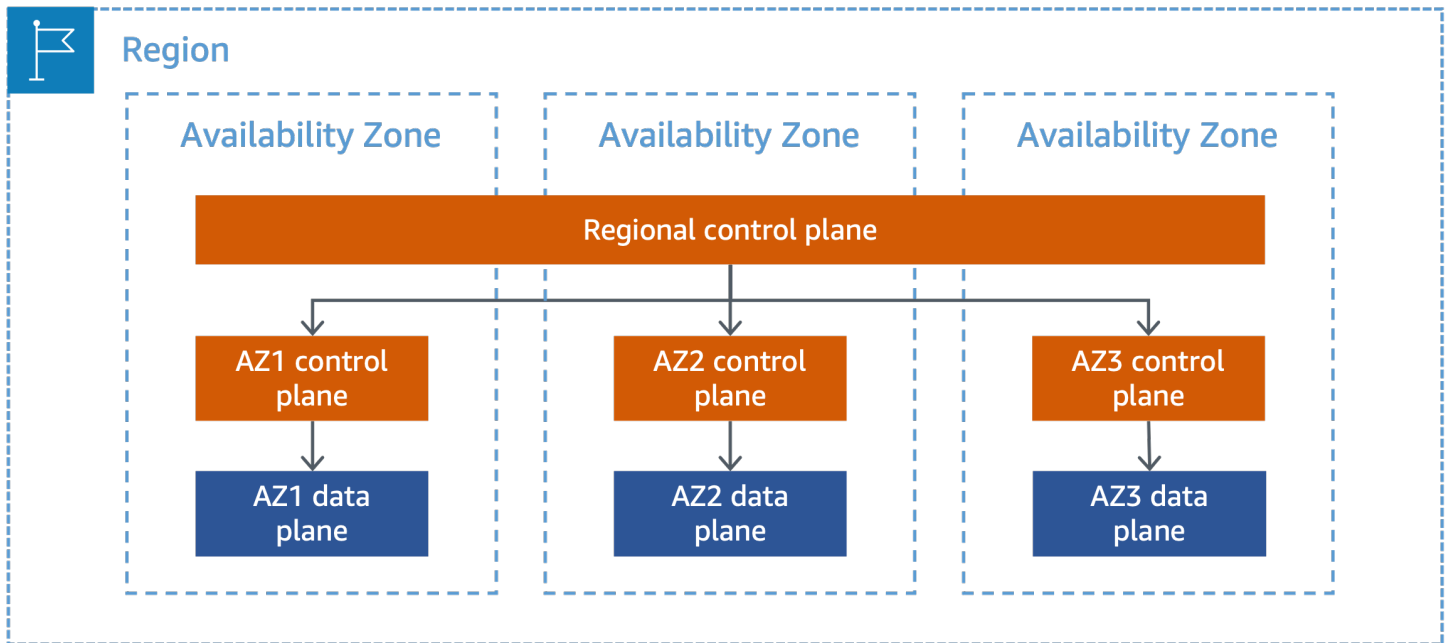 Region
Availability Zone
Availability Zone
Availability Zone
Regional control plane
AZ1 control
plane
AZ2 control
plane
AZ3 control
plane
AZ1 data
plane
AZ2 data
plane
AZ3 data
plane